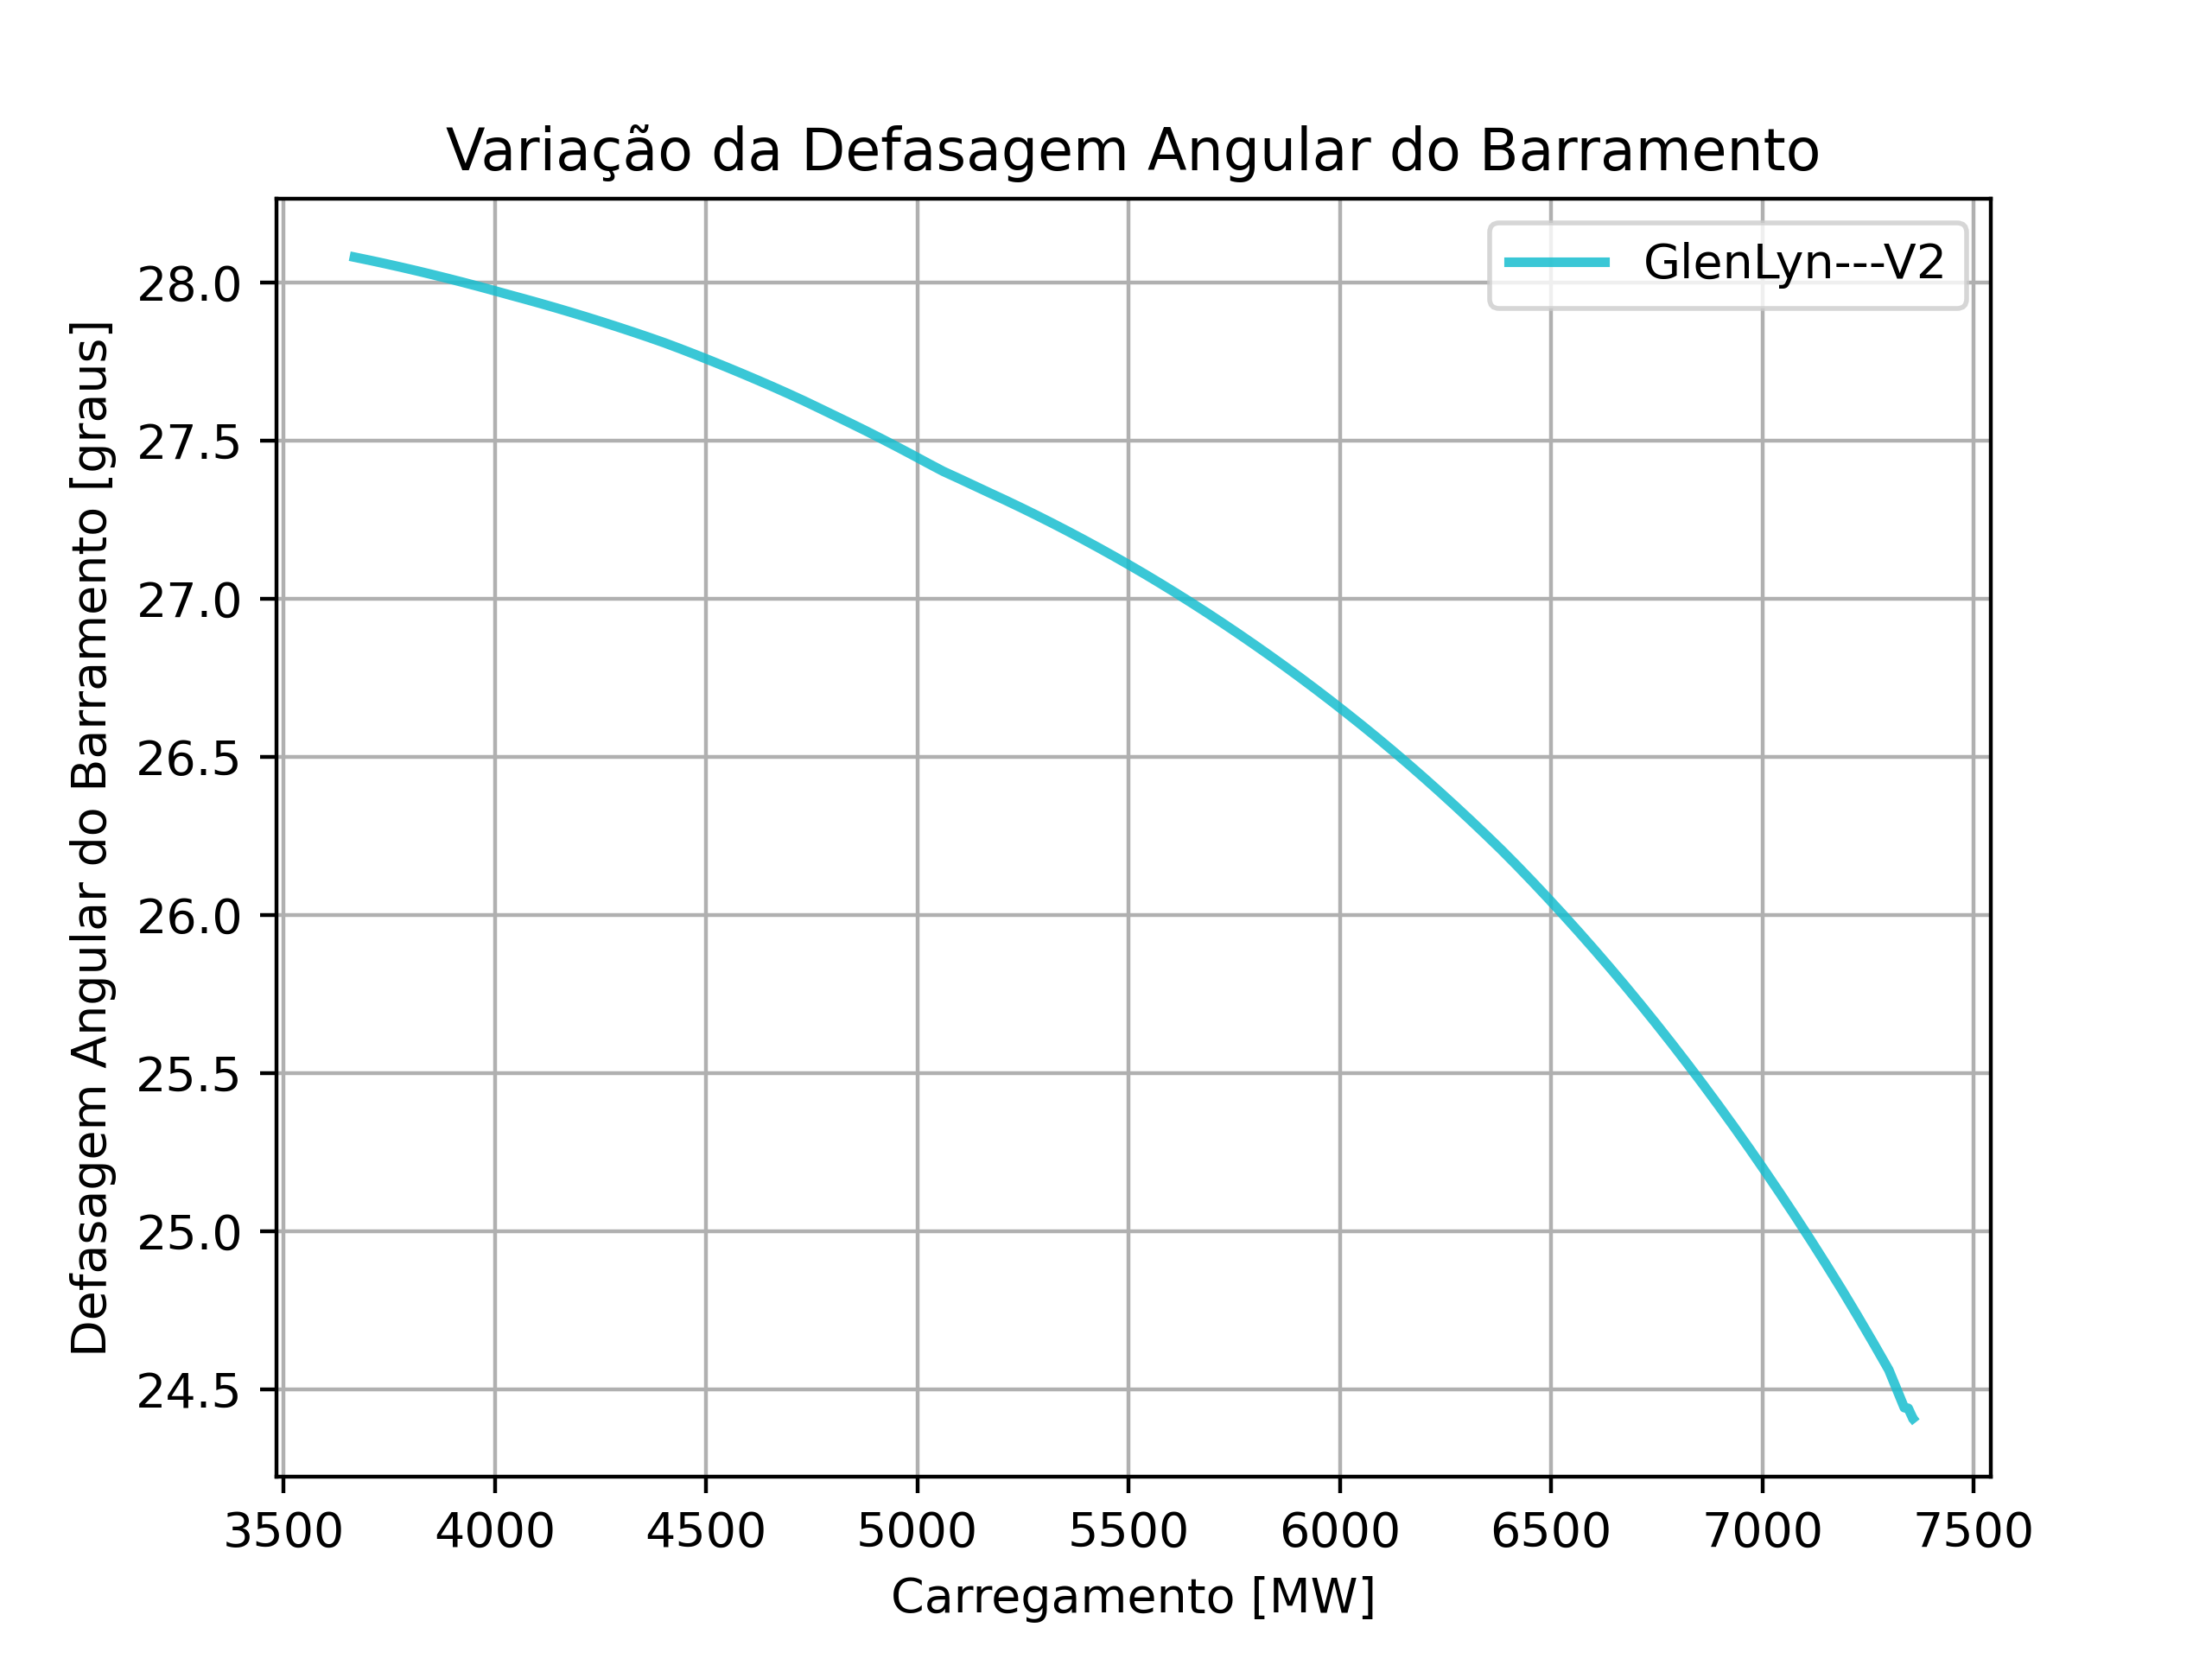 Variação da Defasagem Angular do Barramento
GlenLyn---V2
Defasagem Angular do Barramento [graus]
28.0
27.5
27.0
26.5
26.0
25.5
25.0
24.5
3500 4000 4500 5000 5500 6000 6500 7000 7500
Carregamento [MW]